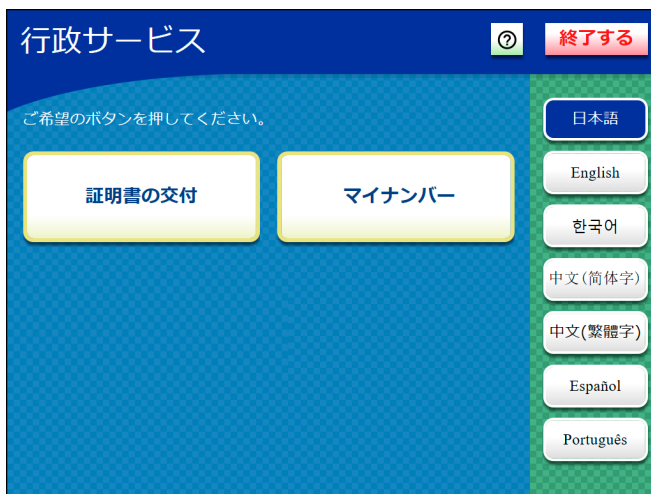 行政サービス
?
終了する
ご希望のボタンを押してください。
証明書の交付
マイナンバー
日本語
English
한국어
中文(简体字)
中文(繁體字)
Español
Português